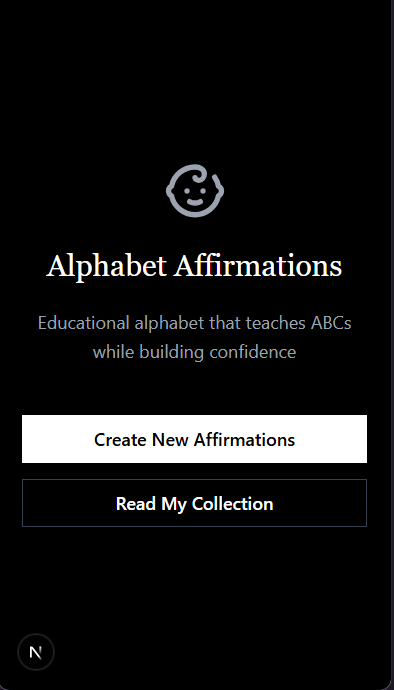 Alphabet Affirmations
Educational alphabet that teaches ABCs
while building confidence
Create New Affirmations
Read My Collection
N